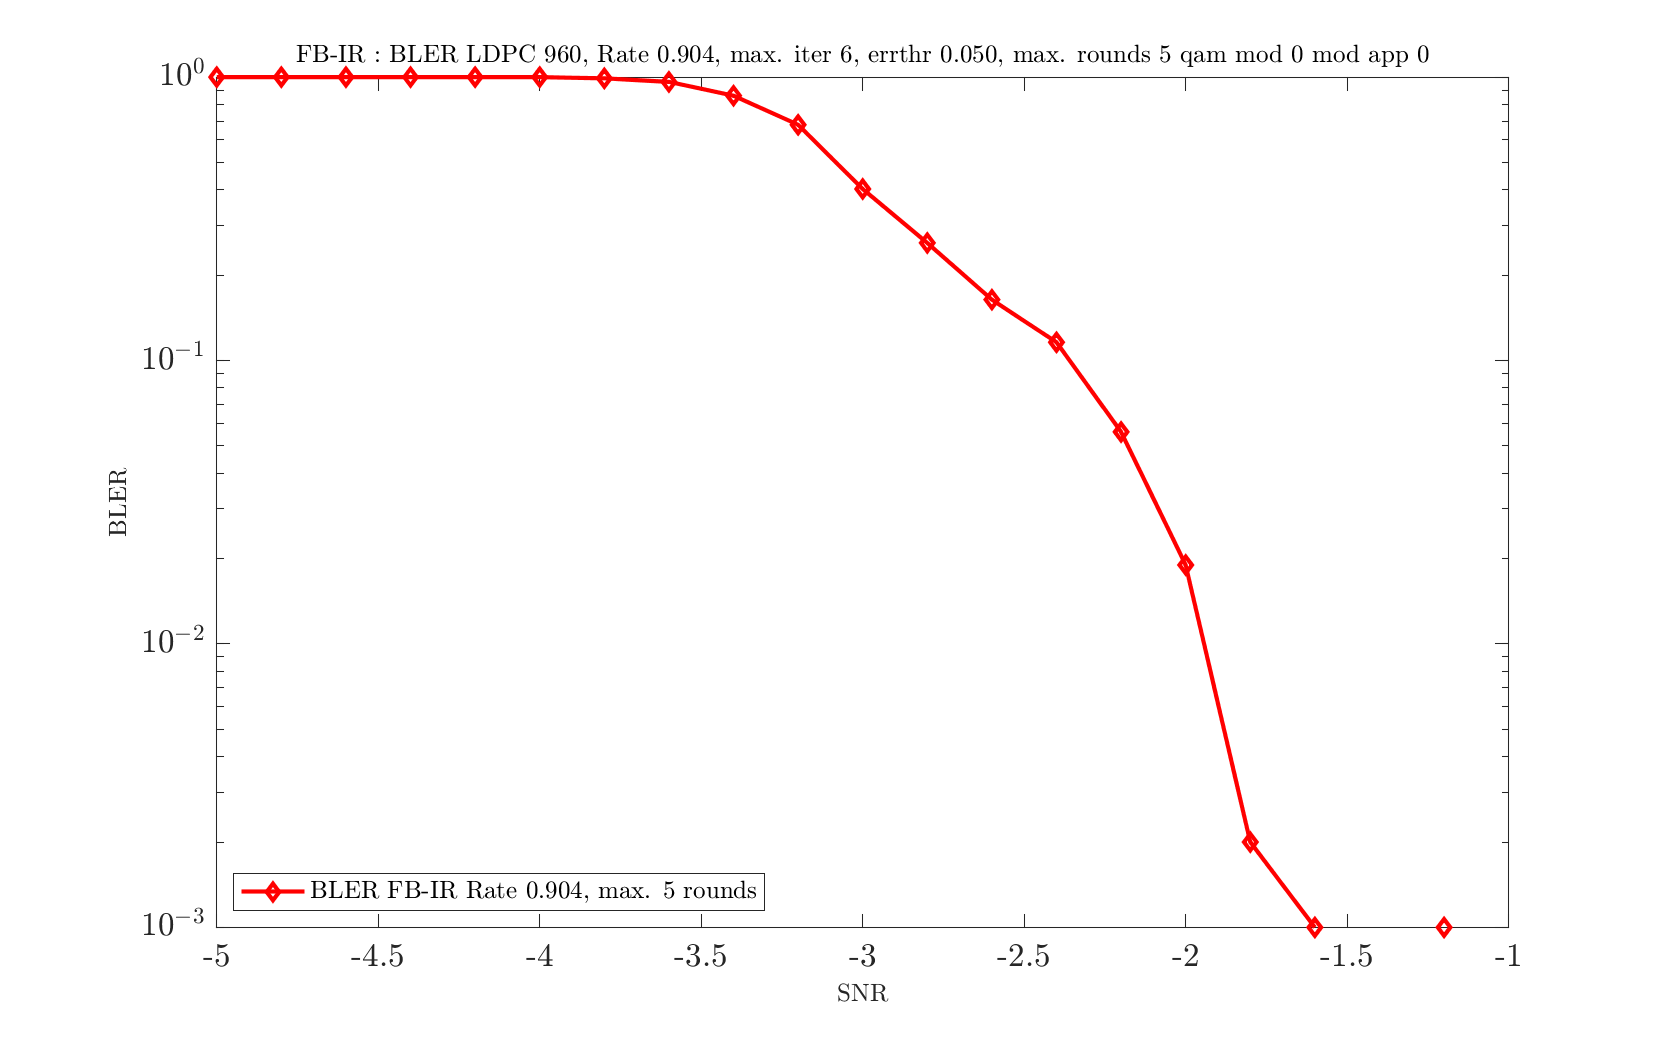 FB-IR : BLER LDPC 960, Rate 0.904, max. iter 6, errthr 0.050, max. rounds 5 qam mod 0 mod app 0
10^0
10^{-1}
10^{-2}
10^{-3}
BLER
BLER FB-IR Rate 0.904, max. 5 rounds
-5 -4.5 -4 -3.5 -3 -2.5 -2 -1.5 -1
SNR